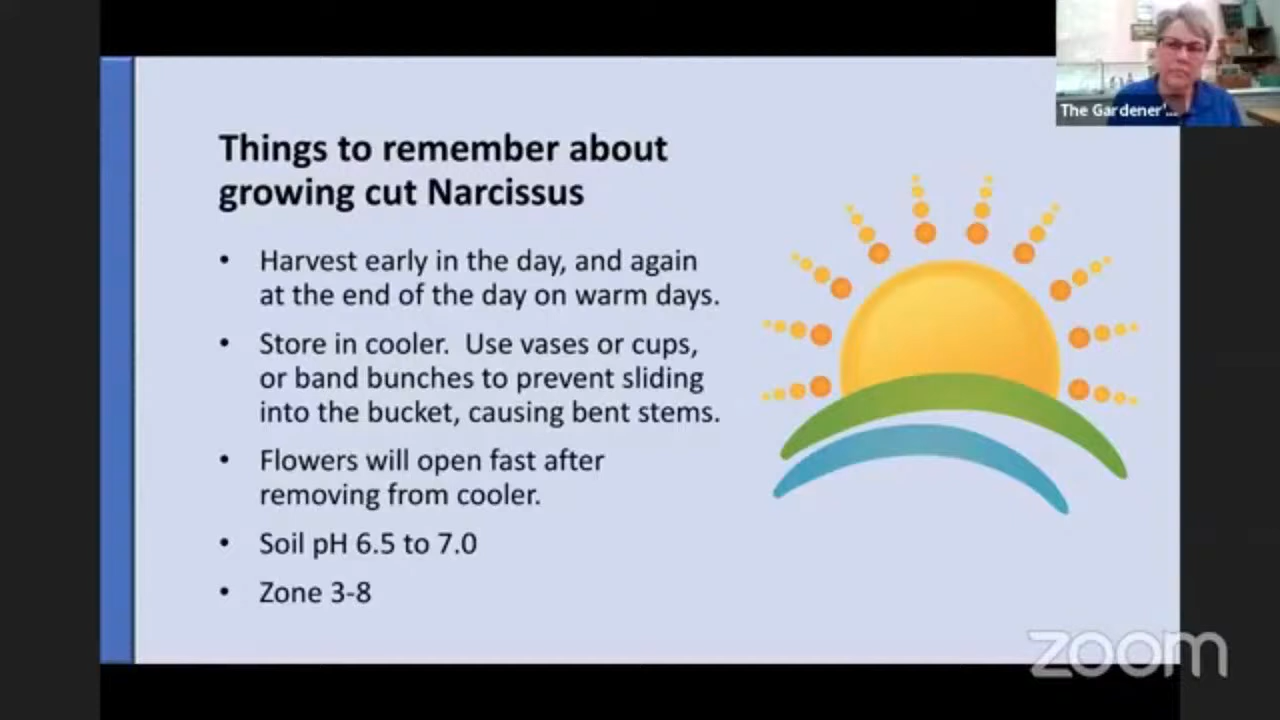 The Gardener'...
Things to remember about
growing cut Narcissus
• Harvest early in the day, and again
at the end of the day on warm days.
• Store in cooler.  Use vases or cups,
or band bunches to prevent sliding
into the bucket, causing bent stems.
• Flowers will open fast after
removing from cooler.
• Soil pH 6.5 to 7.0
• Zone 3-8
zoom